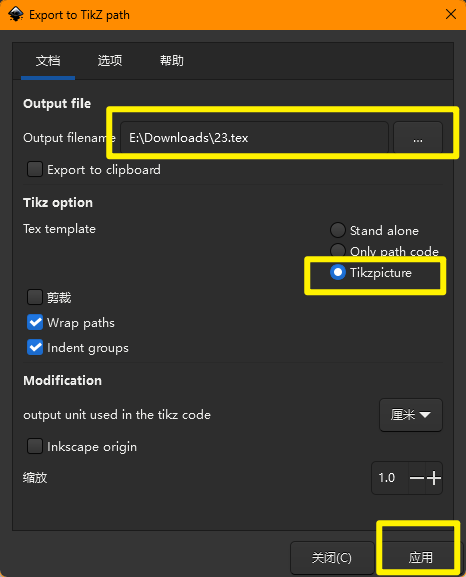 Export to TikZ path
文档 选项 帮助
Output file
Output filename E:\Downloads\23.tex ...
Export to clipboard
Tikz option
Tex template
Stand alone
Only path code
Tikzpicture
剪裁
Wrap paths
Indent groups
Modification
output unit used in the tikz code 厘米
Inkscape origin
缩放 1.0
关闭(C) 应用